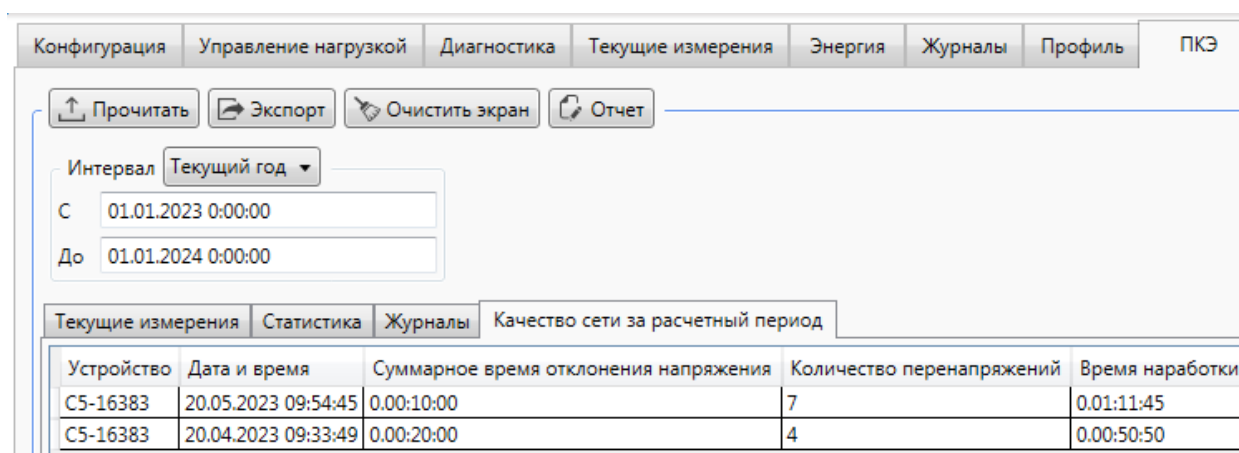 Конфигурация Управление нагрузкой Диагностика Текущие измерения Энергия Журналы Профиль ПКЭ
Прочитать Экспорт Очистить экран Отчет
Интервал Текущий год
С 01.01.2023 0:00:00
До 01.01.2024 0:00:00
Текущие измерения Статистика Журналы Качество сети за расчетный период
Устройство Дата и время Суммарное время отклонения напряжения Количество перенапряжений Время наработки
С5-16383 20.05.2023 09:54:45 0.00:10:00 7 0.01:11:45
С5-16383 20.04.2023 09:33:49 0.00:20:00 4 0.00:50:50